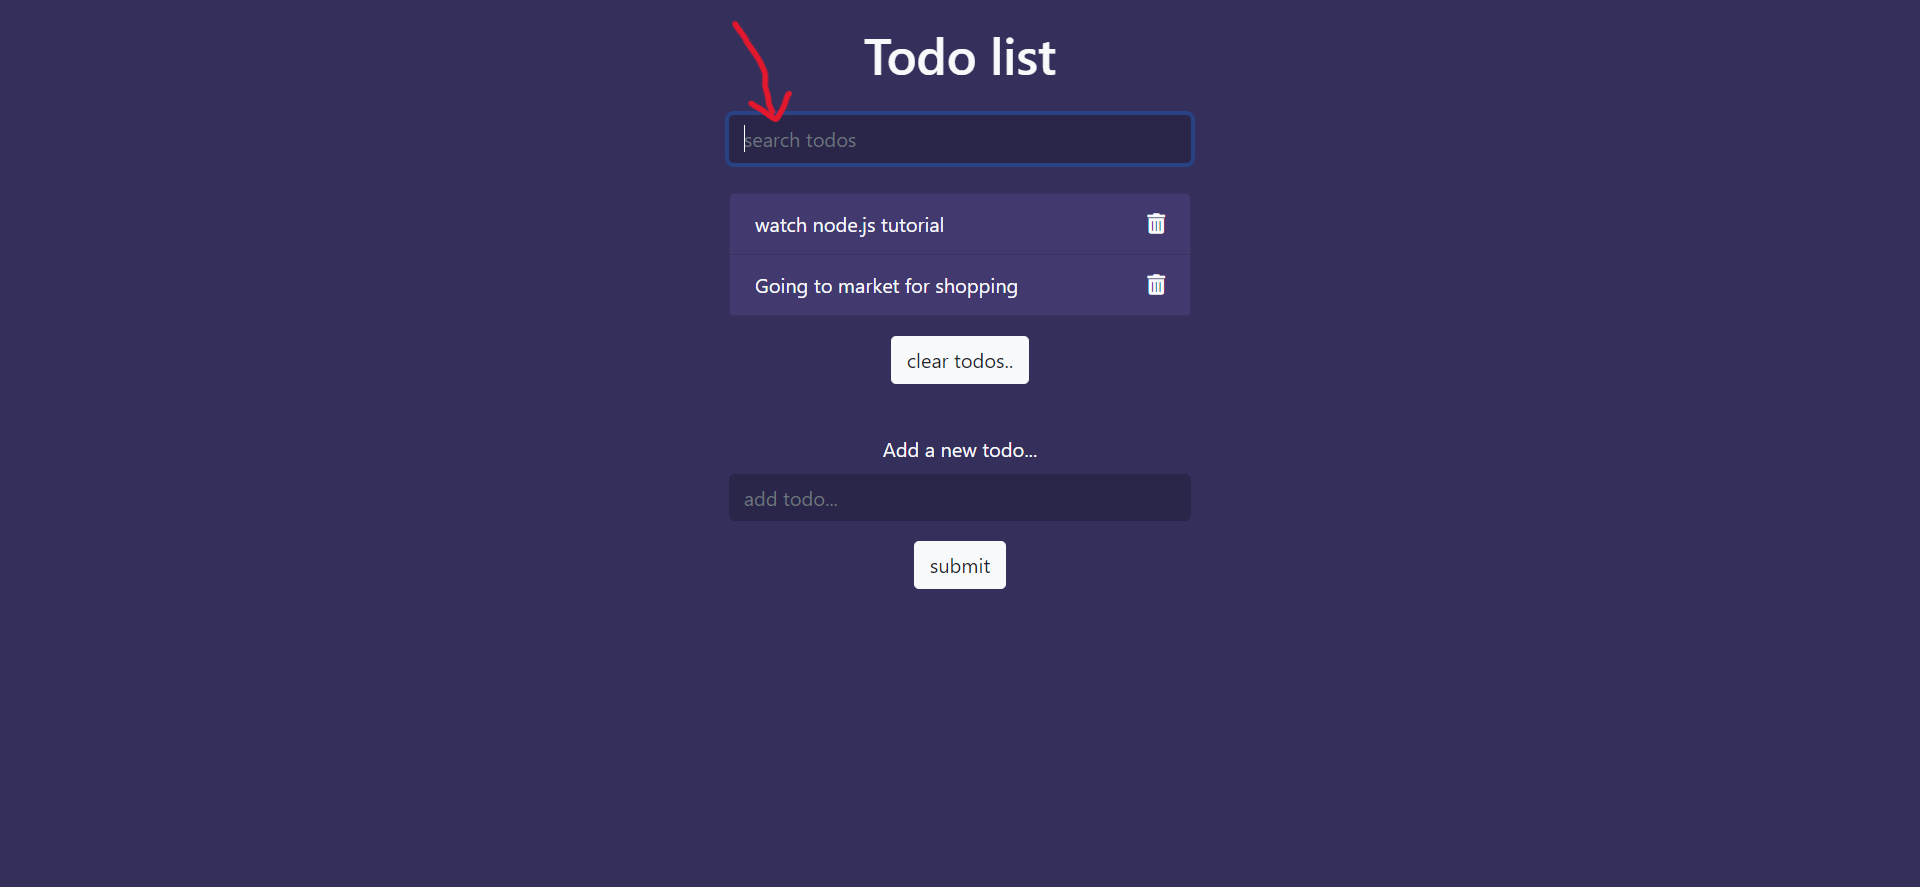 Todo list
search todos
watch node.js tutorial
Going to market for shopping
clear todos..
Add a new todo...
add todo...
submit